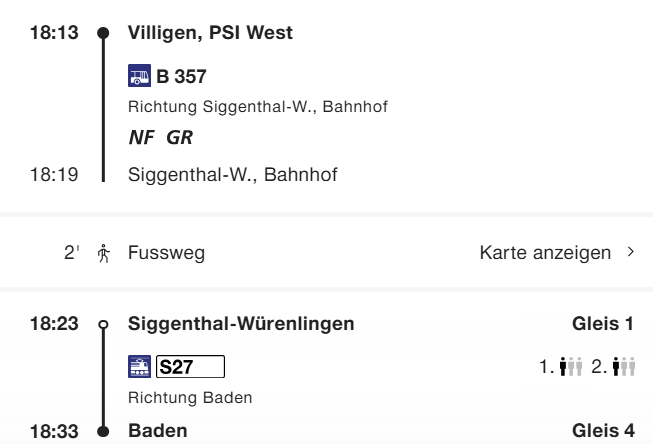 18:13 Villigen, PSI West
B 357
Richtung Siggenthal-W., Bahnhof
NF GR
18:19 Siggenthal-W., Bahnhof
2' Fussweg Karte anzeigen
18:23 Siggenthal-Würenlingen Gleis 1
S27 1. 2.
Richtung Baden
18:33 Baden Gleis 4